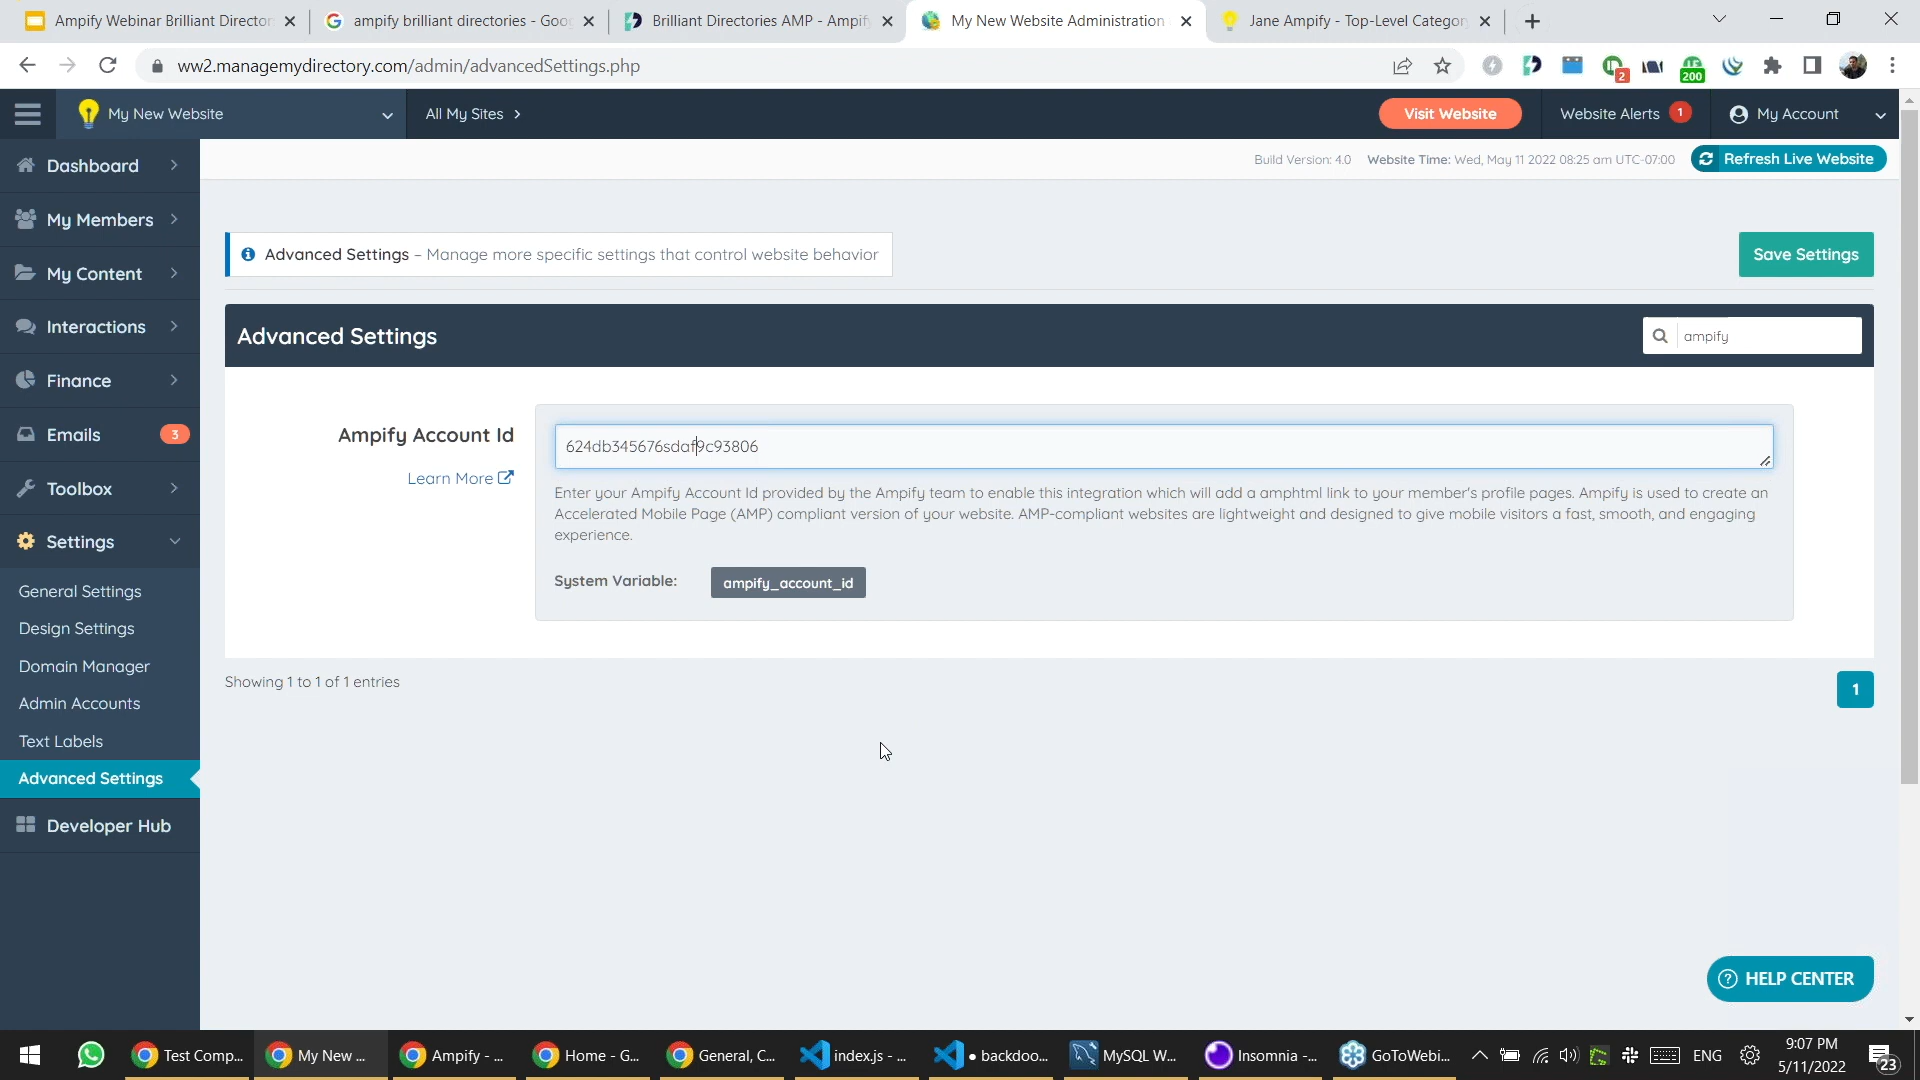 Ampify Webinar Brilliant Director
ampify brilliant directories - Goo
Brilliant Directories AMP - Ampif
My New Website Administration
Jane Ampify - Top-Level Category
ww2.managemydirectory.com/admin/advancedSettings.php
2
200
My New Website
All My Sites
Visit Website
Website Alerts 1
My Account
Build Version: 4.0 Website Time: Wed, May 11 2022 08:25 am UTC-07:00
Refresh Live Website
Dashboard
My Members
My Content
Interactions
Finance
Emails 3
Toolbox
Settings
General Settings
Design Settings
Domain Manager
Admin Accounts
Text Labels
Advanced Settings
Developer Hub
Advanced Settings – Manage more specific settings that control website behavior
Save Settings
Advanced Settings
ampify
Ampify Account Id
Learn More
624db345676sdaf9c93806
Enter your Ampify Account Id provided by the Ampify team to enable this integration which will add a amphtml link to your member's profile pages. Ampify is used to create an
Accelerated Mobile Page (AMP) compliant version of your website. AMP-compliant websites are lightweight and designed to give mobile visitors a fast, smooth, and engaging
experience.
System Variable: ampify_account_id
Showing 1 to 1 of 1 entries
1
HELP CENTER
Test Comp...
My New ...
Ampify - ...
Home - G...
General, C...
index.js - ...
● backdoo...
MySQL W...
Insomnia -...
GoToWebi...
ENG
9:07 PM
5/11/2022
23